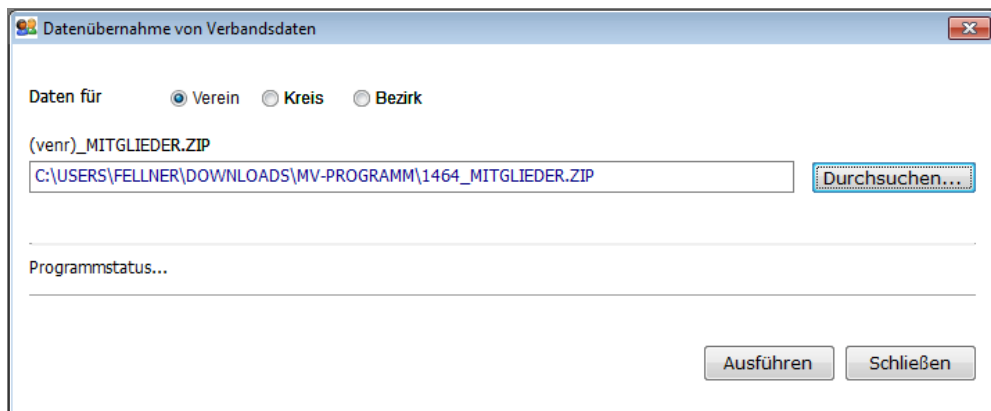 Datenübernahme von Verbandsdaten
Daten für Verein Kreis Bezirk
(venr)_MITGLIEDER.ZIP
C:\USERS\FELLNER\DOWNLOADS\MV-PROGRAMM\1464_MITGLIEDER.ZIP Durchsuchen...
Programmstatus...
Ausführen Schließen